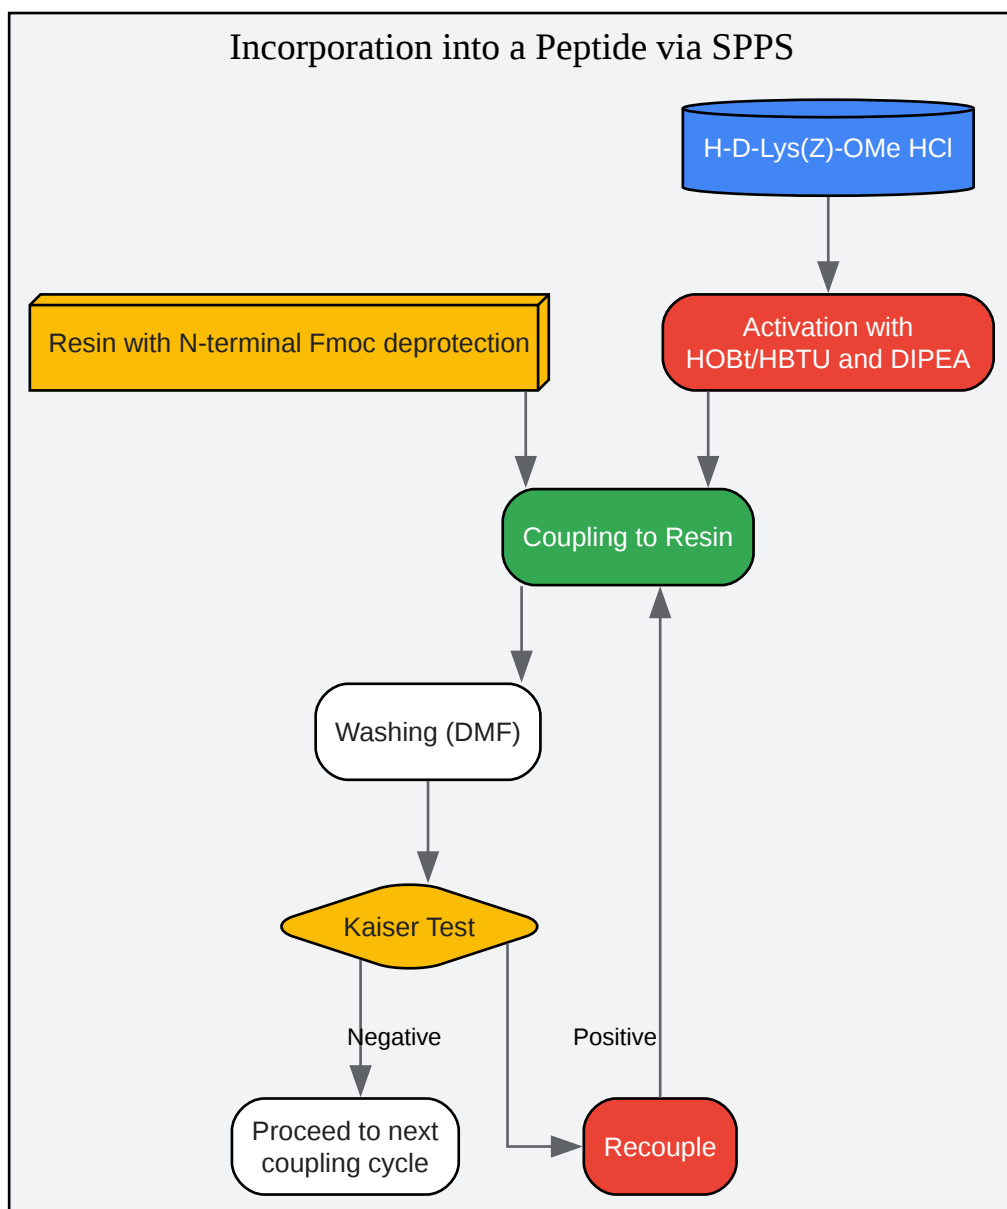 Incorporation into a Peptide via SPPS
H-D-Lys(Z)-OMe HCl
Resin with N-terminal Fmoc deprotection
Activation with
HOBt/HBTU and DIPEA
Coupling to Resin
Washing (DMF)
Kaiser Test
Negative
Positive
Proceed to next
coupling cycle
Recouple